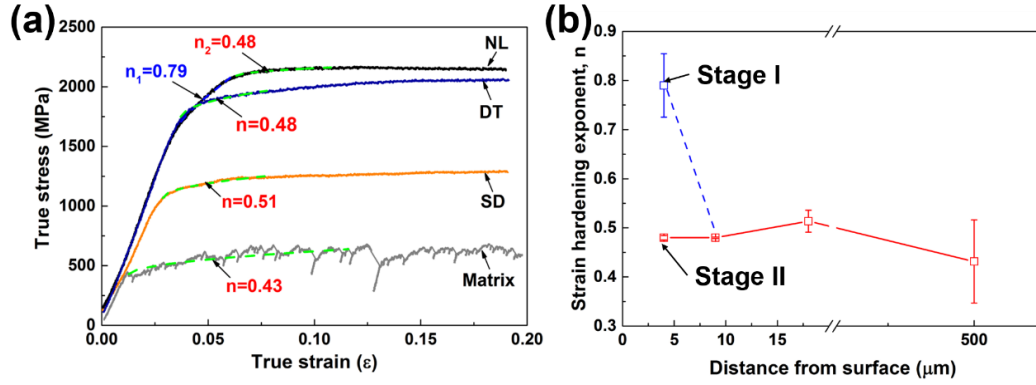 (a)
2500
2000
1500
1000
500
0
0.00
0.05
0.10
0.15
0.20
True stress (MPa)
True strain (ε)
n₁=0.79
n₂=0.48
n=0.48
n=0.51
n=0.43
NL
DT
SD
Matrix
(b)
0.9
0.8
0.7
0.6
0.5
0.4
0.3
0
5
10
15
500
Strain hardening exponent, n
Distance from surface (μm)
Stage I
Stage II